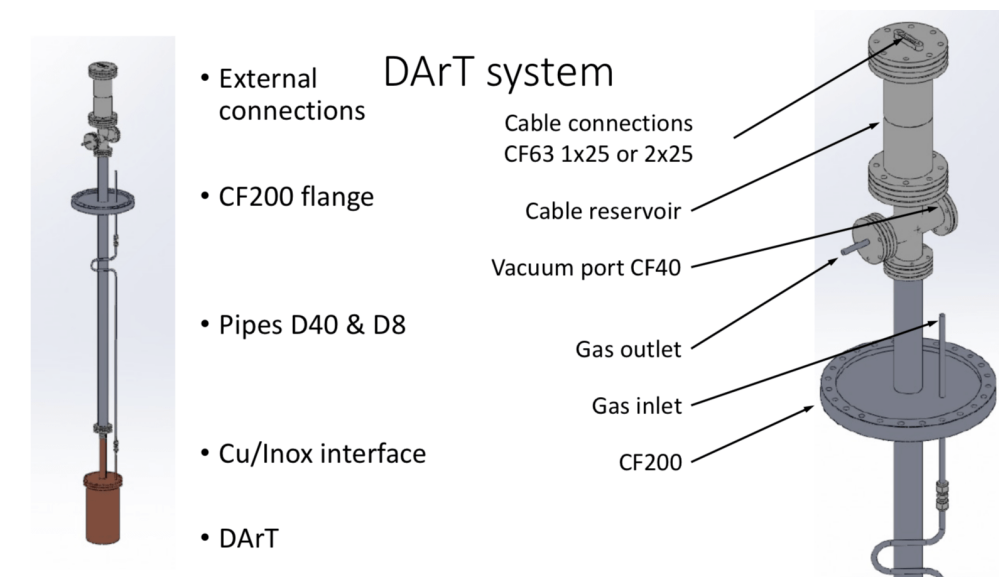 DArT system
• External
connections
• CF200 flange
• Pipes D40 & D8
• Cu/Inox interface
• DArT
Cable connections
CF63 1x25 or 2x25
Cable reservoir
Vacuum port CF40
Gas outlet
Gas inlet
CF200